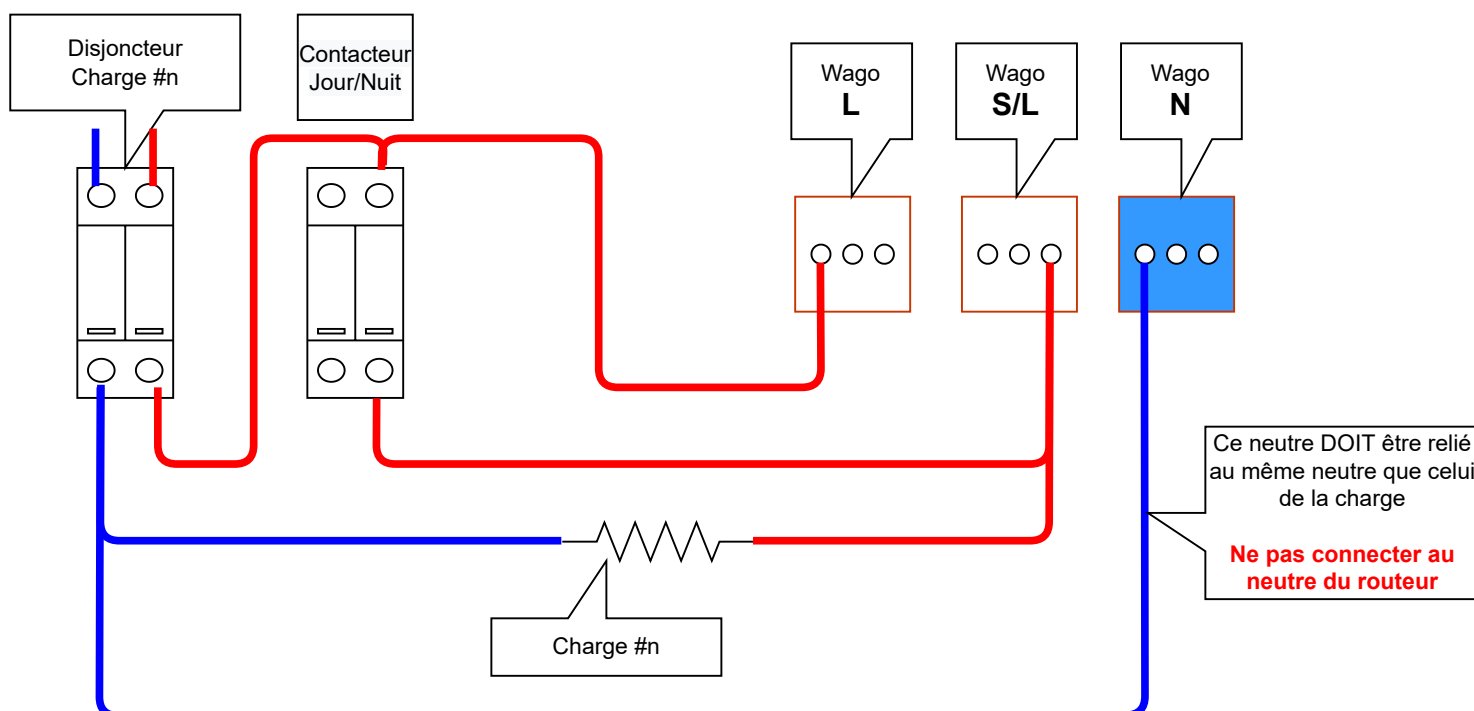 Disjoncteur
Charge #n
Contacteur
Jour/Nuit
Wago
L
Wago
S/L
Wago
N
Ce neutre DOIT être relié
au même neutre que celui
de la charge
Ne pas connecter au
neutre du routeur
Charge #n